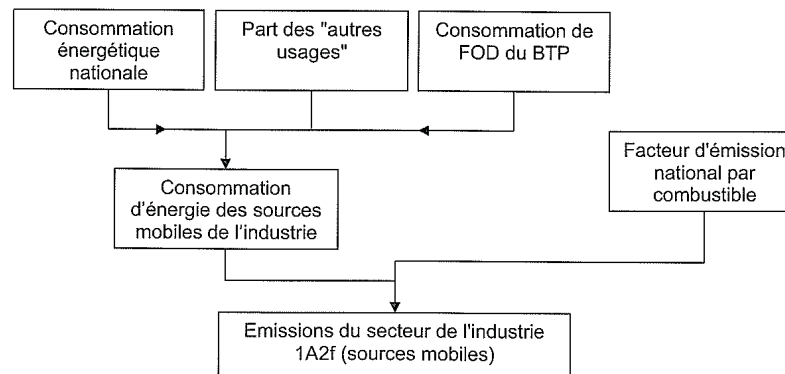 Consommation
énergétique
nationale
Part des "autres
usages"
Consommation de
FOD du BTP
Facteur d'émission
national par
combustible
Consommation
d'énergie des sources
mobiles de l'industrie
Emissions du secteur de l'industrie
1A2f (sources mobiles)